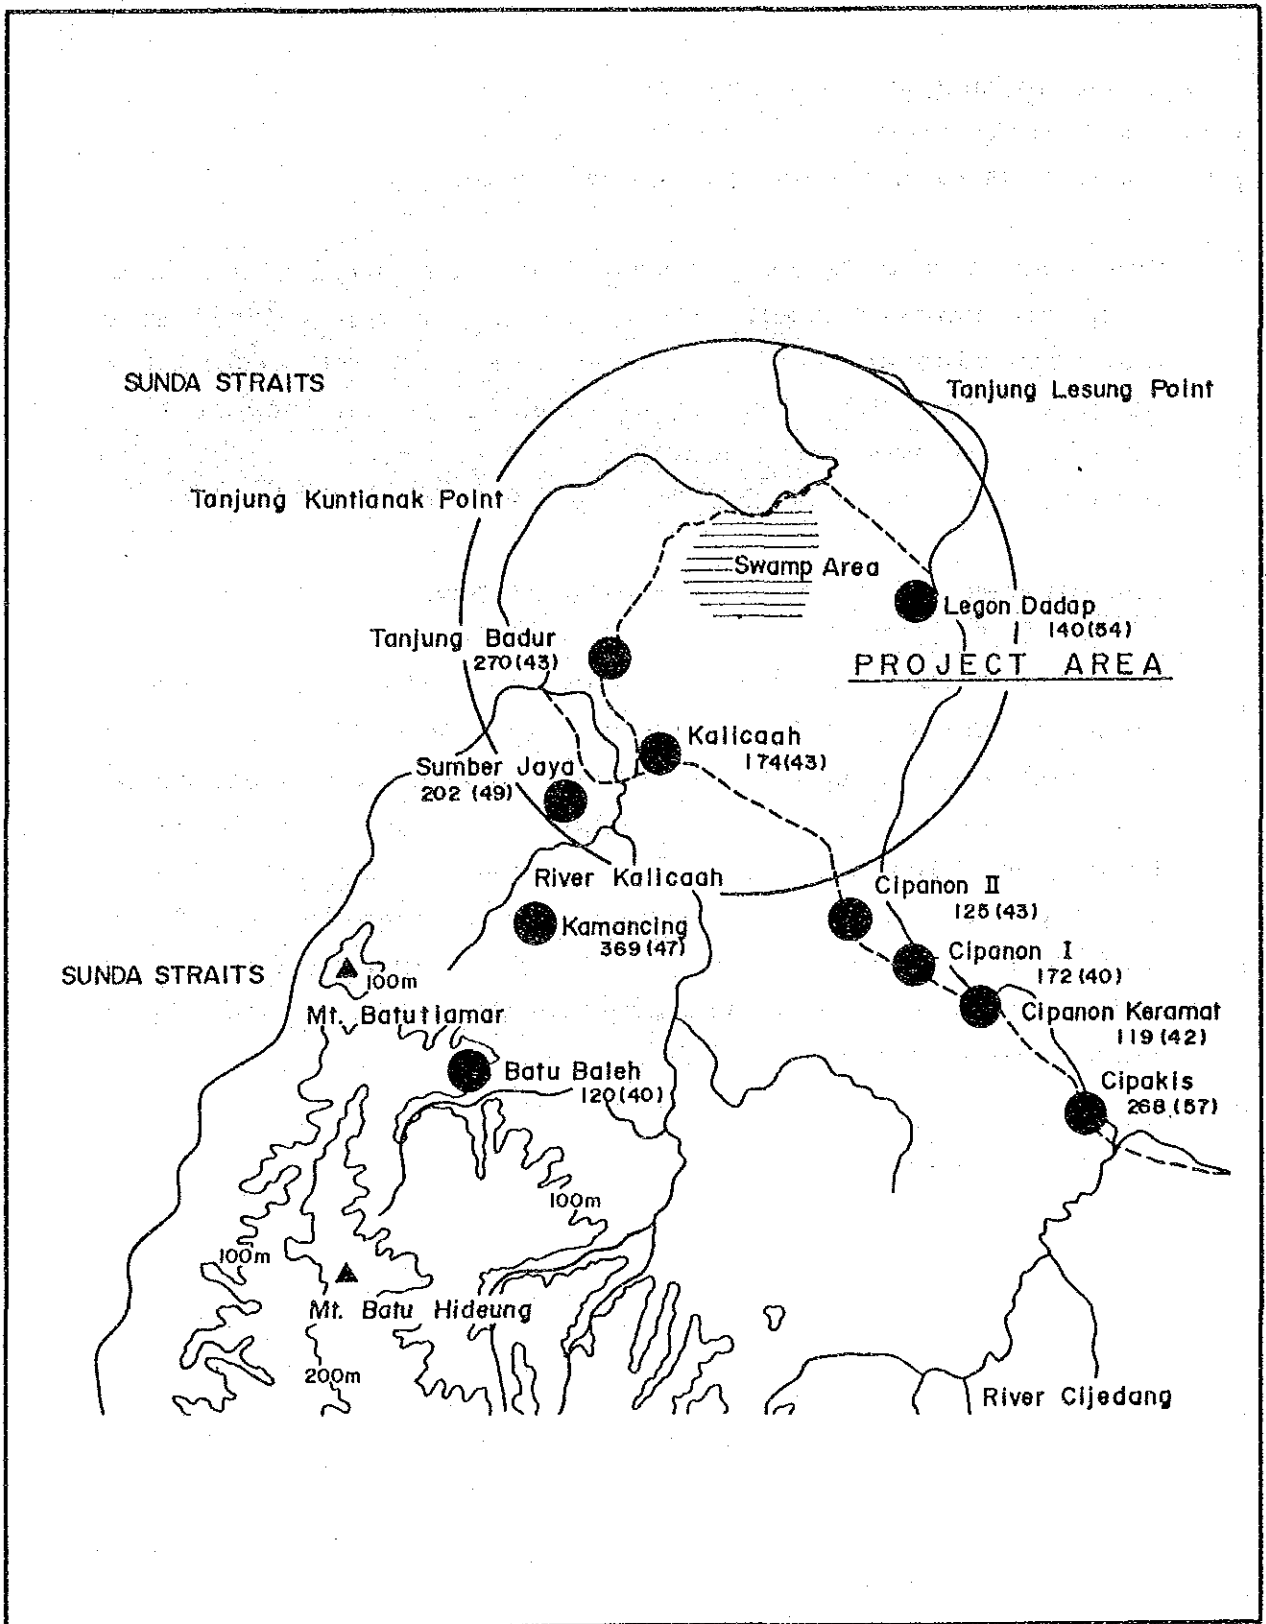 SUNDA STRAITS
Tanjung Lesung Point
Tanjung Kuntianak Point
Swamp Area
Legon Dadap
140(54)
Tanjung Badur
270(43)
PROJECT AREA
Kalicaah
174(43)
Sumber Jaya
202 (49)
River Kalicaah
Cipanon II
125(43)
Kamancing
369(47)
Cipanon I
172(40)
SUNDA STRAITS
100m
Cipanon Keramat
119(42)
Mt. Batutiamar
Batu Baleh
120(40)
Cipakis
268(57)
100m
100m
Mt. Batu Hideung
200m
River Cijedang